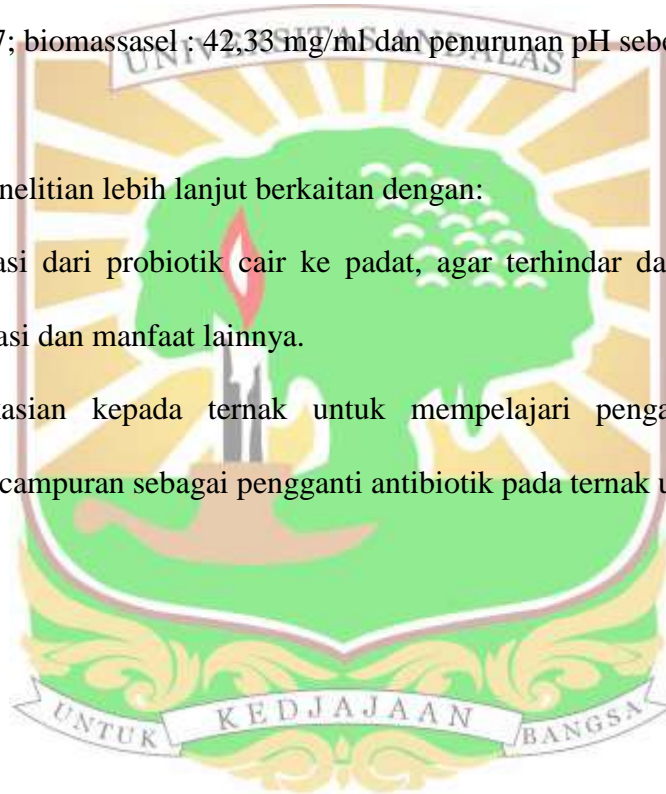 7; biomassasel : 42,33 mg/ml dan penurunan pH sebe
UNIVERSITAS ANDALAS
nelitian lebih lanjut berkaitan dengan:
asi dari probiotik cair ke padat, agar terhindar da
asi dan manfaat lainnya.
kasian kepada ternak untuk mempelajari penga
campuran sebagai pengganti antibiotik pada ternak u
UNTUK KEDJAJAAN BANGSA